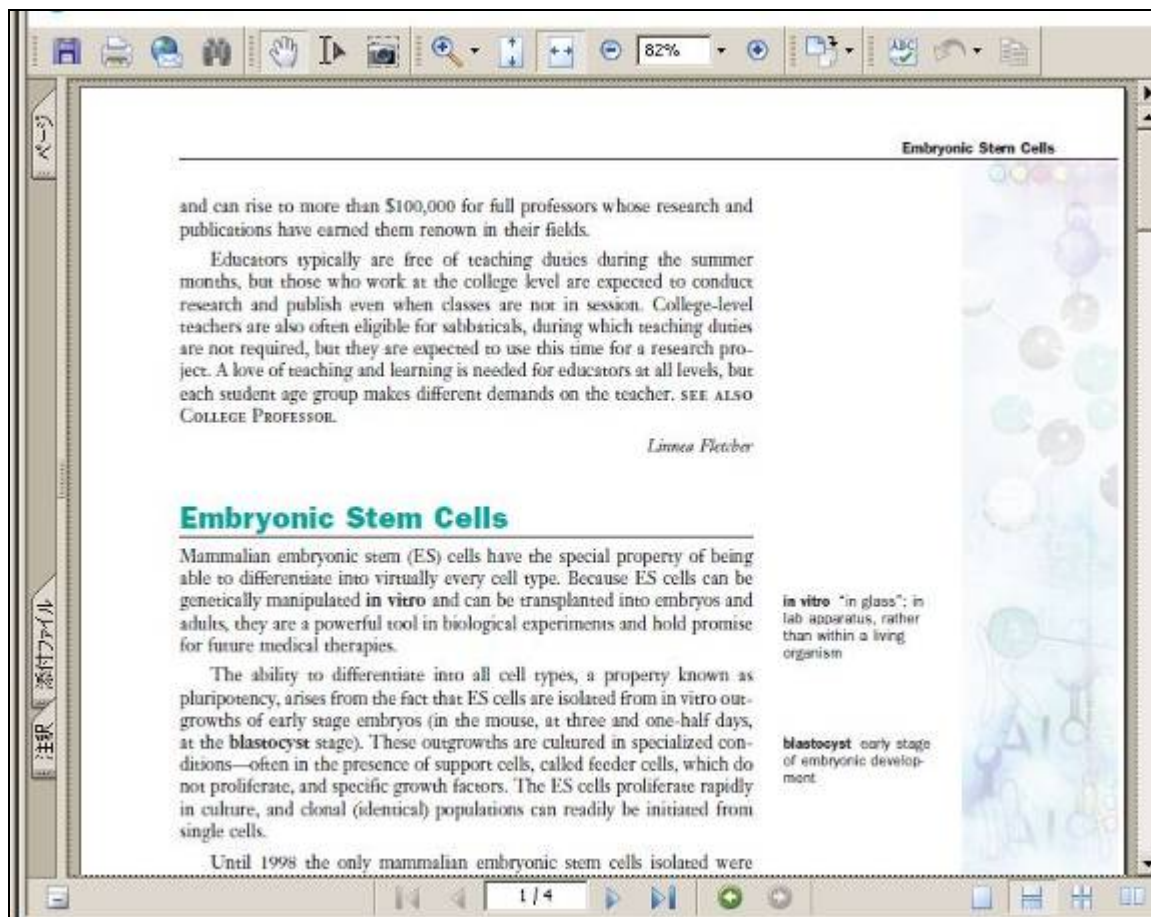 82%
ページ
添付ファイル
注釈
Embryonic Stem Cells
and can rise to more than $100,000 for full professors whose research and
publications have earned them renown in their fields.
Educators typically are free of teaching duties during the summer
months, but those who work at the college level are expected to conduct
research and publish even when classes are not in session. College-level
teachers are also often eligible for sabbaticals, during which teaching duties
are not required, but they are expected to use this time for a research pro-
ject. A love of teaching and learning is needed for educators at all levels, but
each student age group makes different demands on the teacher. SEE ALSO
COLLEGE PROFESSOR.
Linnea Fletcher
Embryonic Stem Cells
Mammalian embryonic stem (ES) cells have the special property of being
able to differentiate into virtually every cell type. Because ES cells can be
genetically manipulated in vitro and can be transplanted into embryos and
adults, they are a powerful tool in biological experiments and hold promise
for future medical therapies.
The ability to differentiate into all cell types, a property known as
pluripotency, arises from the fact that ES cells are isolated from in vitro out-
growths of early stage embryos (in the mouse, at three and one-half days,
at the blastocyst stage). These outgrowths are cultured in specialized con-
ditions—often in the presence of support cells, called feeder cells, which do
not proliferate, and specific growth factors. The ES cells proliferate rapidly
in culture, and clonal (identical) populations can readily be initiated from
single cells.
Until 1998 the only mammalian embryonic stem cells isolated were
in vitro "in glass"; in
lab apparatus, rather
than within a living
organism
blastocyst early stage
of embryonic develop-
ment
1 / 4